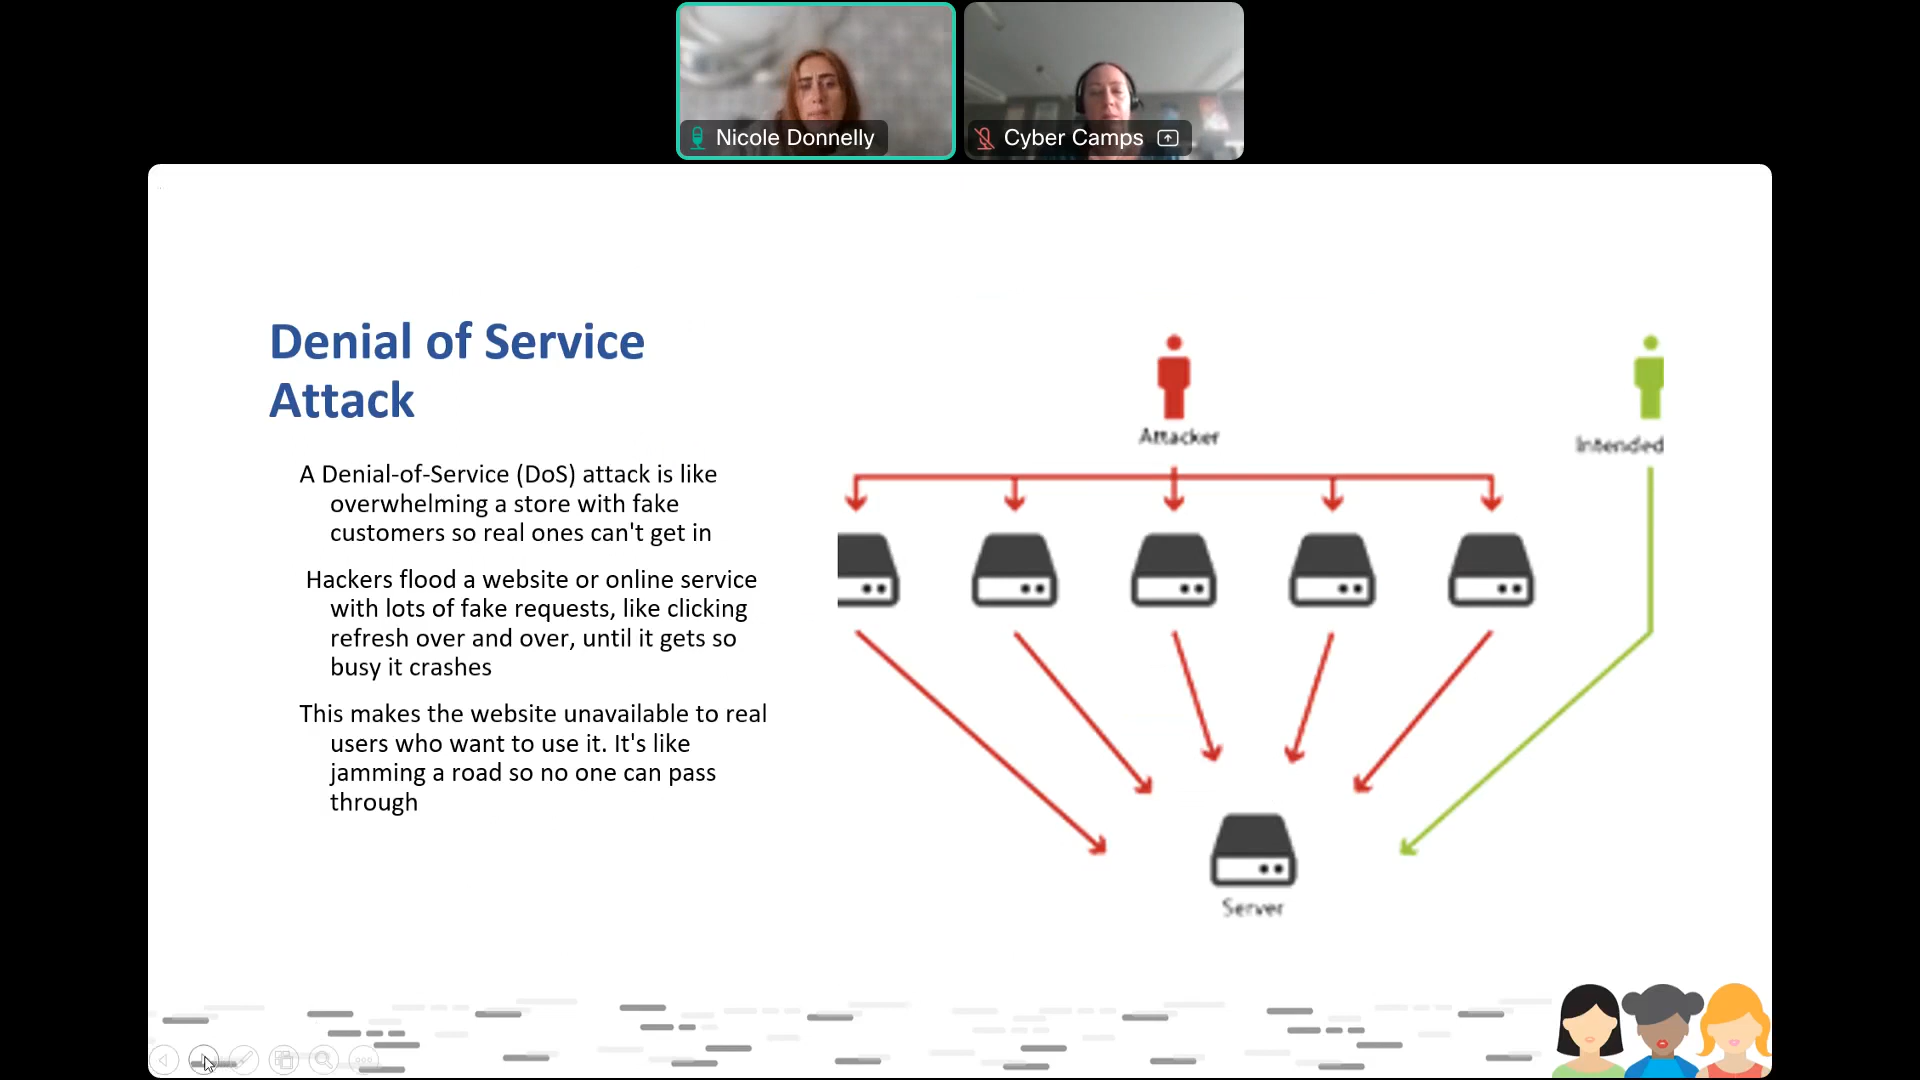 Nicole Donnelly
Cyber Camps
Denial of Service
Attack
A Denial-of-Service (DoS) attack is like
overwhelming a store with fake
customers so real ones can't get in
Hackers flood a website or online service
with lots of fake requests, like clicking
refresh over and over, until it gets so
busy it crashes
This makes the website unavailable to real
users who want to use it. It's like
jamming a road so no one can pass
through
Attacker
Intended
Server